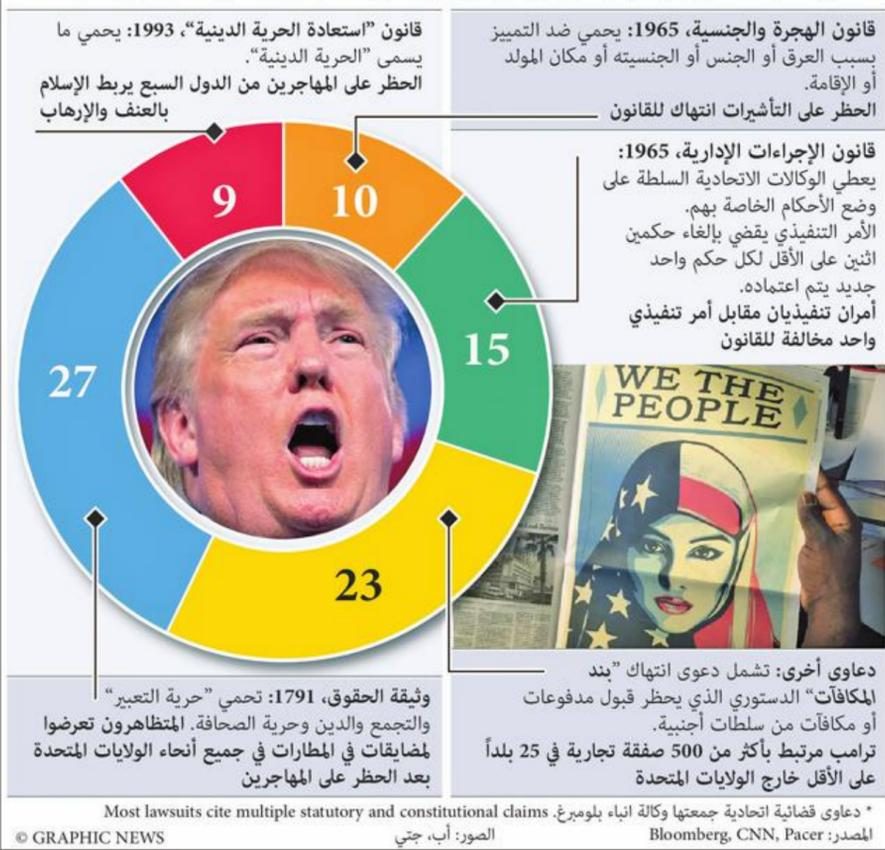 قانون الهجرة والجنسية، 1965: يحمي ضد التمييز
بسبب العرق أو الجنس أو الجنسيته أو مكان المولد
أو الإقامة.
الحظر على التأشيرات انتهاك للقانون
قانون ”استعادة الحرية الدينية“، 1993: يحمي ما
يسمى ”الحرية الدينية“.
الحظر على المهاجرين من الدول السبع يربط الإسلام
بالعنف والإرهاب
قانون الإجراءات الإدارية، 1965:
يعطي الوكالات الاتحادية السلطة على
وضع الأحكام الخاصة بهم.
الأمر التنفيذي يقضي بإلغاء حكمين
اثنين على الأقل لكل حكم واحد
جديد يتم اعتماده.
أمران تنفيذيان مقابل أمر تنفيذي
واحد مخالفة للقانون
9
10
15
27
23
WE THE
PEOPLE
دعاوى أخرى: تشمل دعوى انتهاك ”بند
المكافآت“ الدستوري الذي يحظر قبول مدفوعات
أو مكافآت من سلطات أجنبية.
ترامب مرتبط بأكثر من 500 صفقة تجارية في 25 بلداً
على الأقل خارج الولايات المتحدة
وثيقة الحقوق، 1791: تحمي ”حرية التعبير“
والتجمع والدين وحرية الصحافة. المتظاهرون تعرضوا
لمضايقات في المطارات في جميع أنحاء الولايات المتحدة
بعد الحظر على المهاجرين
* دعاوى قضائية اتحادية جمعتها وكالة انباء بلومبرغ. Most lawsuits cite multiple statutory and constitutional claims
المصدر: Bloomberg, CNN, Pacer
الصور: أب، جتي
© GRAPHIC NEWS